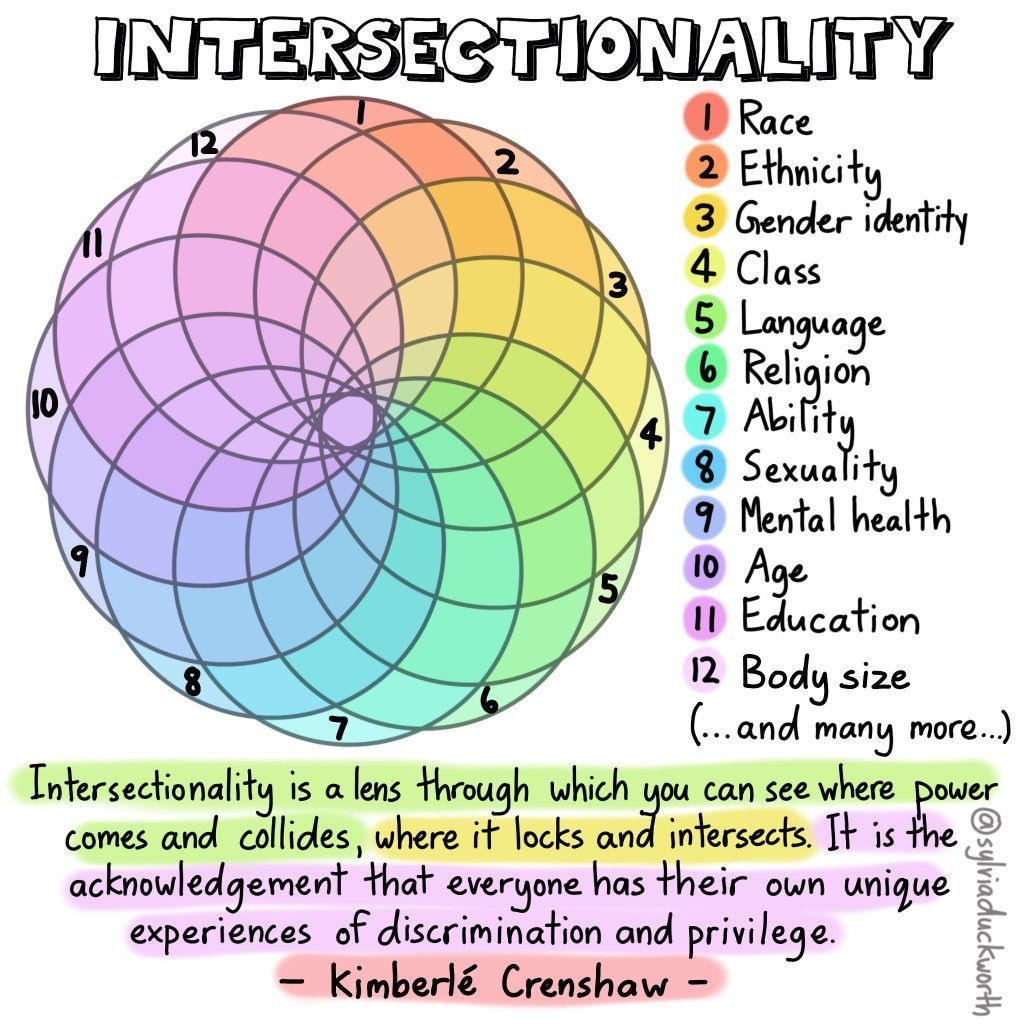 INTERSECTIONALITY
1
2
3
4
5
6
7
8
9
10
11
12
1 Race
2 Ethnicity
3 Gender identity
4 Class
5 Language
6 Religion
7 Ability
8 Sexuality
9 Mental health
10 Age
11 Education
12 Body size
(...and many more...)
Intersectionality is a lens through which you can see where power
comes and collides, where it locks and intersects. It is the
acknowledgement that everyone has their own unique
experiences of discrimination and privilege.
- Kimberlé Crenshaw -
@sylviaduckworth